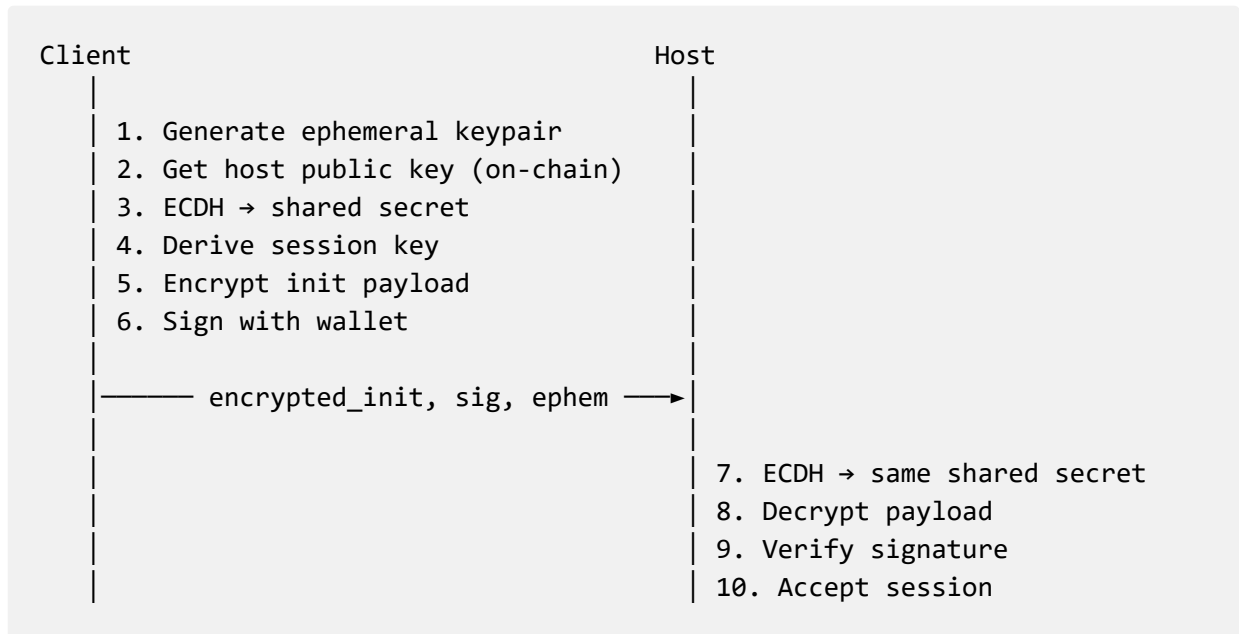 Client Host
1. Generate ephemeral keypair
2. Get host public key (on-chain)
3. ECDH → shared secret
4. Derive session key
5. Encrypt init payload
6. Sign with wallet
encrypted_init, sig, ephem
7. ECDH → same shared secret
8. Decrypt payload
9. Verify signature
10. Accept session